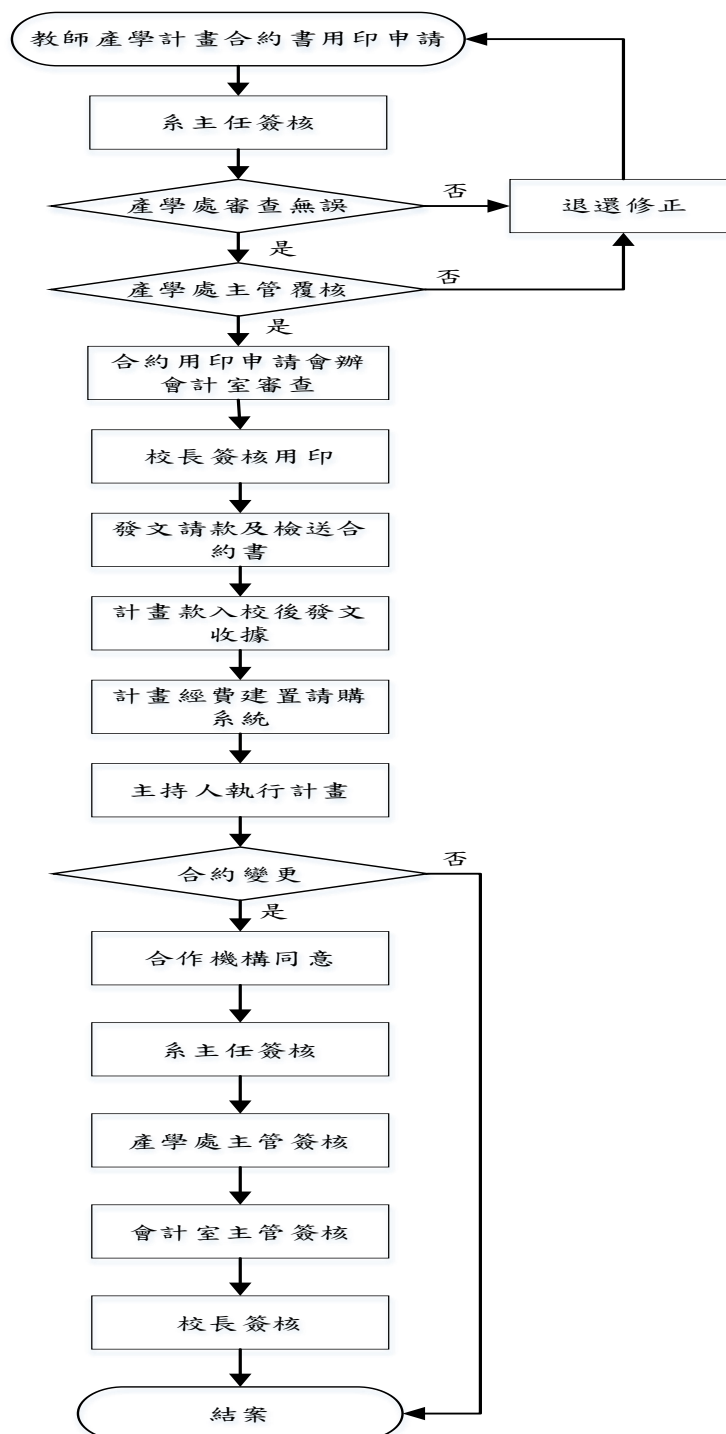 教師產學計畫合約書用印申請
系主任簽核
產學處審查無誤
否
退還修正
是
產學處主管覆核
否
是
合約用印申請會辦
會計室審查
校長簽核用印
發文請款及檢送合
約書
計畫款入校後發文
收據
計畫經費建置請購
系統
主持人執行計畫
合約變更
否
是
合作機構同意
系主任簽核
產學處主管簽核
會計室主管簽核
校長簽核
結案